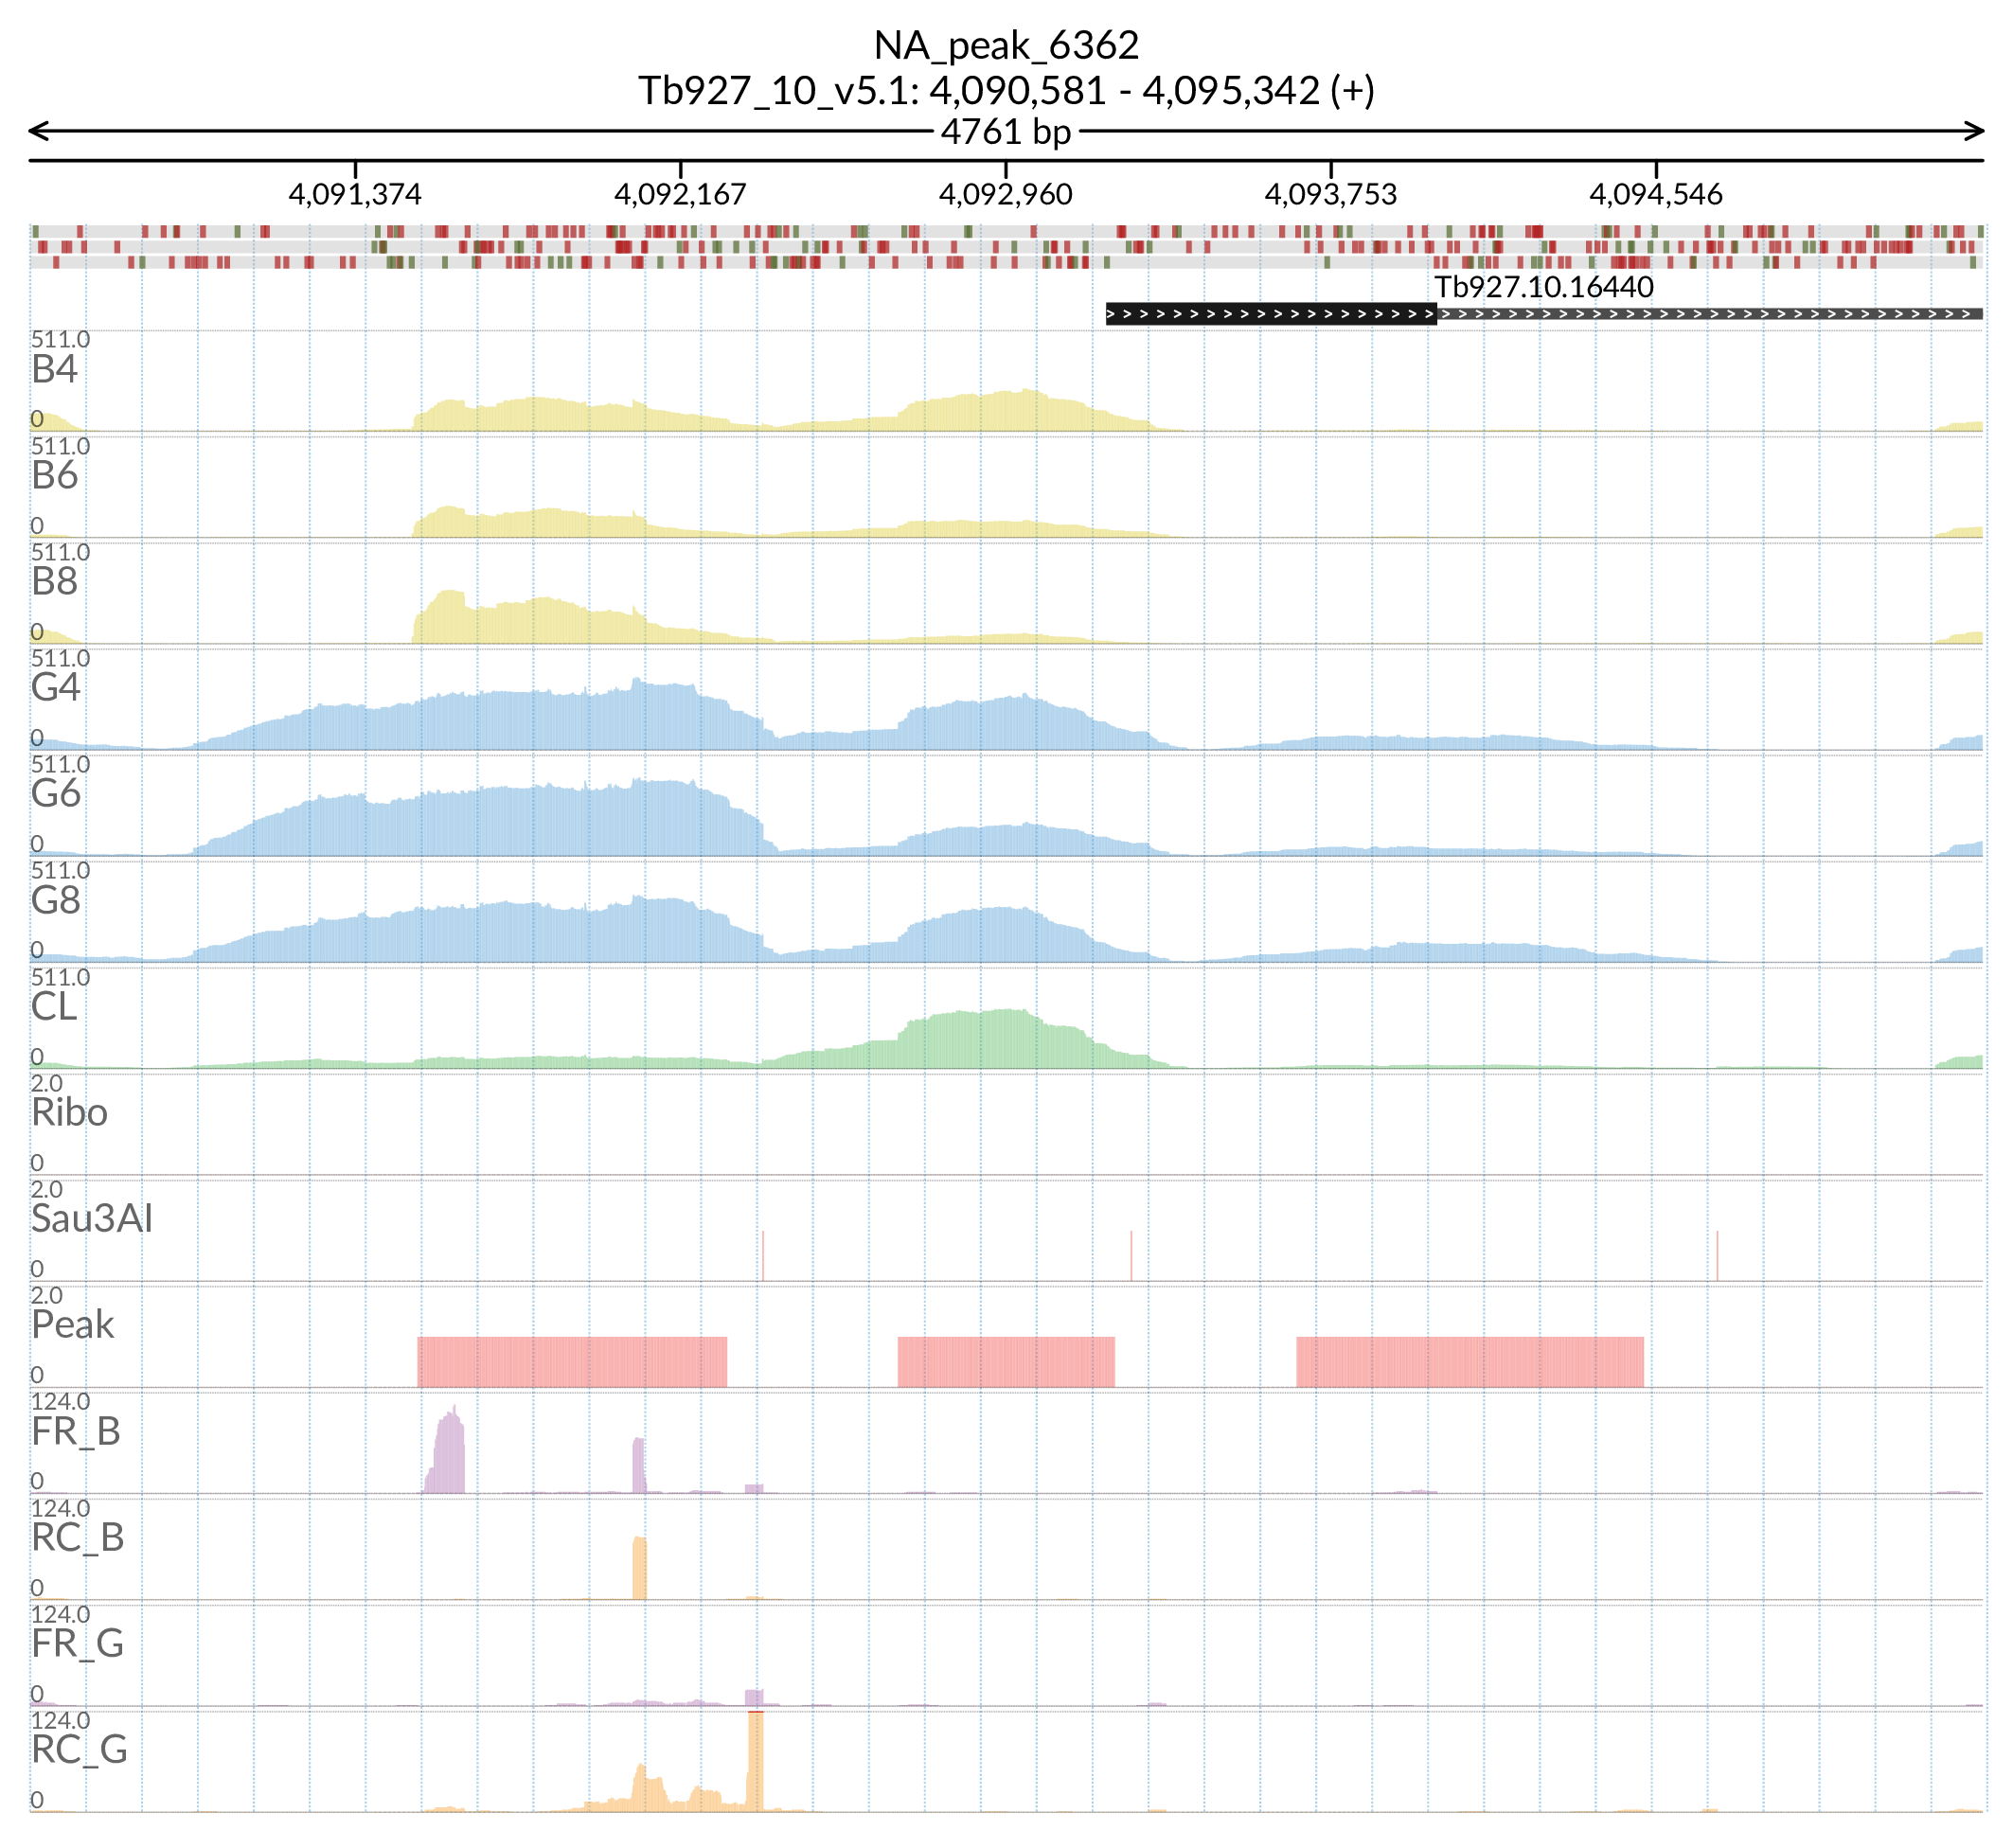 NA_peak_6362
Tb927_10_v5.1: 4,090,581 - 4,095,342 (+)
4761 bp
4,091,374 4,092,167 4,092,960 4,093,753 4,094,546
Tb927.10.16440
511.0
B4
0
511.0
B6
0
511.0
B8
0
511.0
G4
0
511.0
G6
0
511.0
G8
0
511.0
CL
0
2.0
Ribo
0
2.0
Sau3AI
0
2.0
Peak
0
124.0
FR_B
0
124.0
RC_B
0
124.0
FR_G
0
124.0
RC_G
0